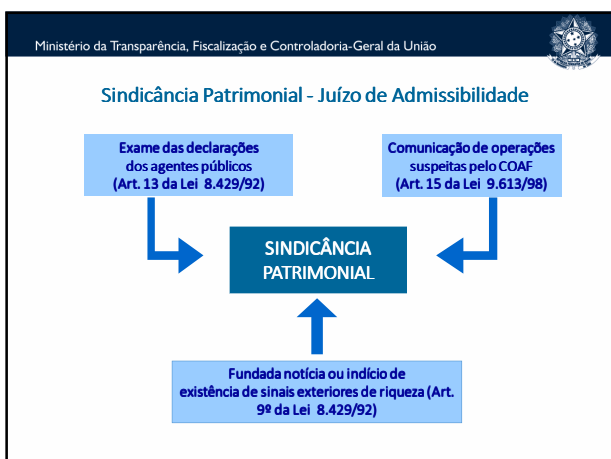 Ministério da Transparência, Fiscalização e Controladoria-Geral da União
Sindicância Patrimonial - Juízo de Admissibilidade
Exame das declarações
dos agentes públicos
(Art. 13 da Lei 8.429/92)
Comunicação de operações
suspeitas pelo COAF
(Art. 15 da Lei 9.613/98)
SINDICÂNCIA
PATRIMONIAL
Fundada notícia ou indício de
existência de sinais exteriores de riqueza (Art.
9º da Lei 8.429/92)